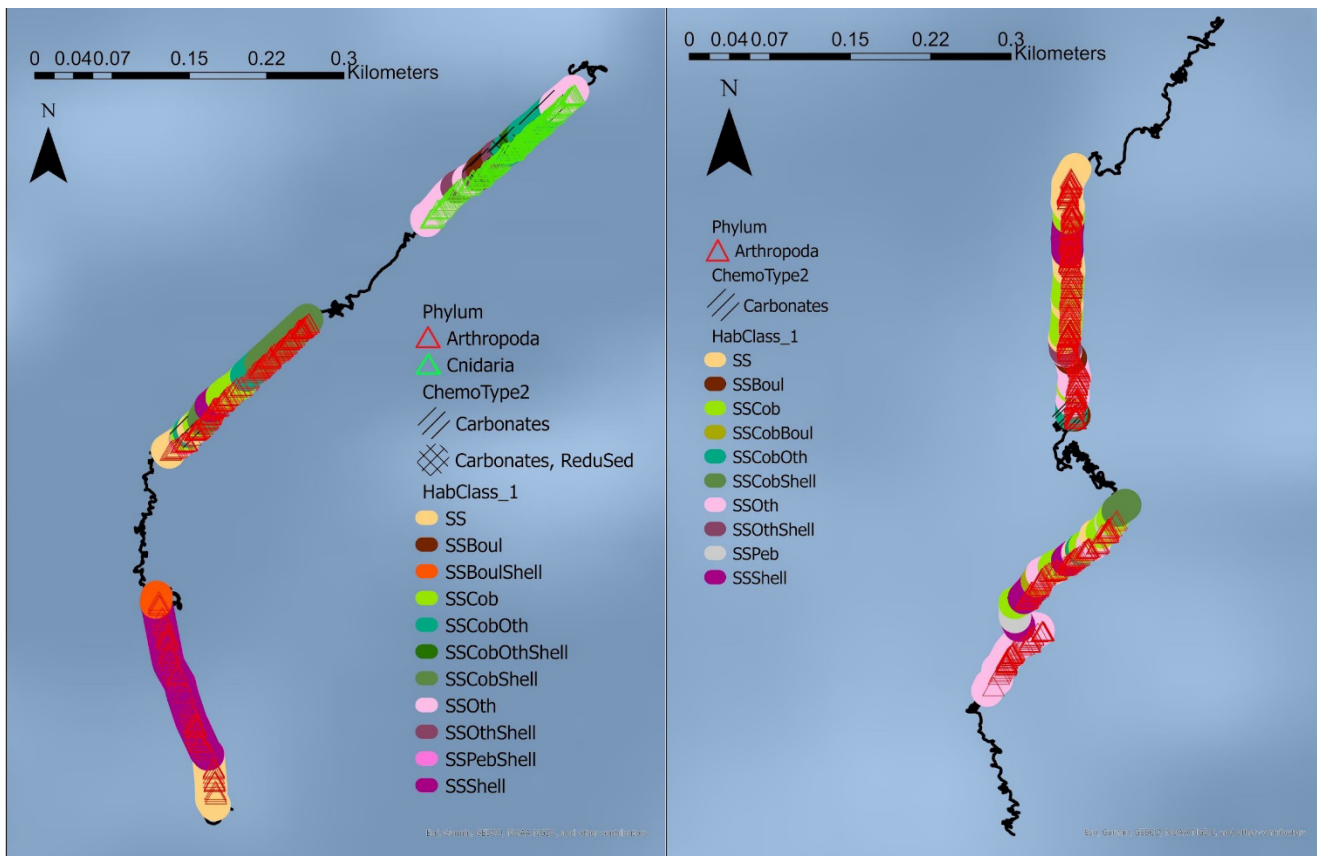 0 0.04 0.07 0.15 0.22 0.3
Kilometers
N
Phylum
Arthropoda
Cnidaria
ChemoType2
Carbonates
Carbonates, ReduSed
HabClass_1
SS
SSBoul
SSBoulShell
SSCob
SSCobOth
SSCobOthShell
SSCobShell
SSOth
SSOthShell
SSPebShell
SSShell
0 0.04 0.07 0.15 0.22 0.3
Kilometers
N
Phylum
Arthropoda
ChemoType2
Carbonates
HabClass_1
SS
SSBoul
SSCob
SSCobBoul
SSCobOth
SSCobShell
SSOth
SSOthShell
SSPeb
SSShell